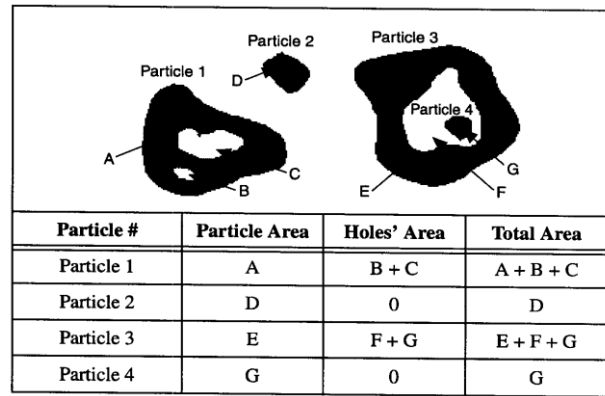 Particle 2
Particle 3
Particle 1
D
Particle 4
A
G
C
B
E
F
Particle # Particle Area Holes' Area Total Area
Particle 1 A B + C A + B + C
Particle 2 D 0 D
Particle 3 E F + G E + F + G
Particle 4 G 0 G